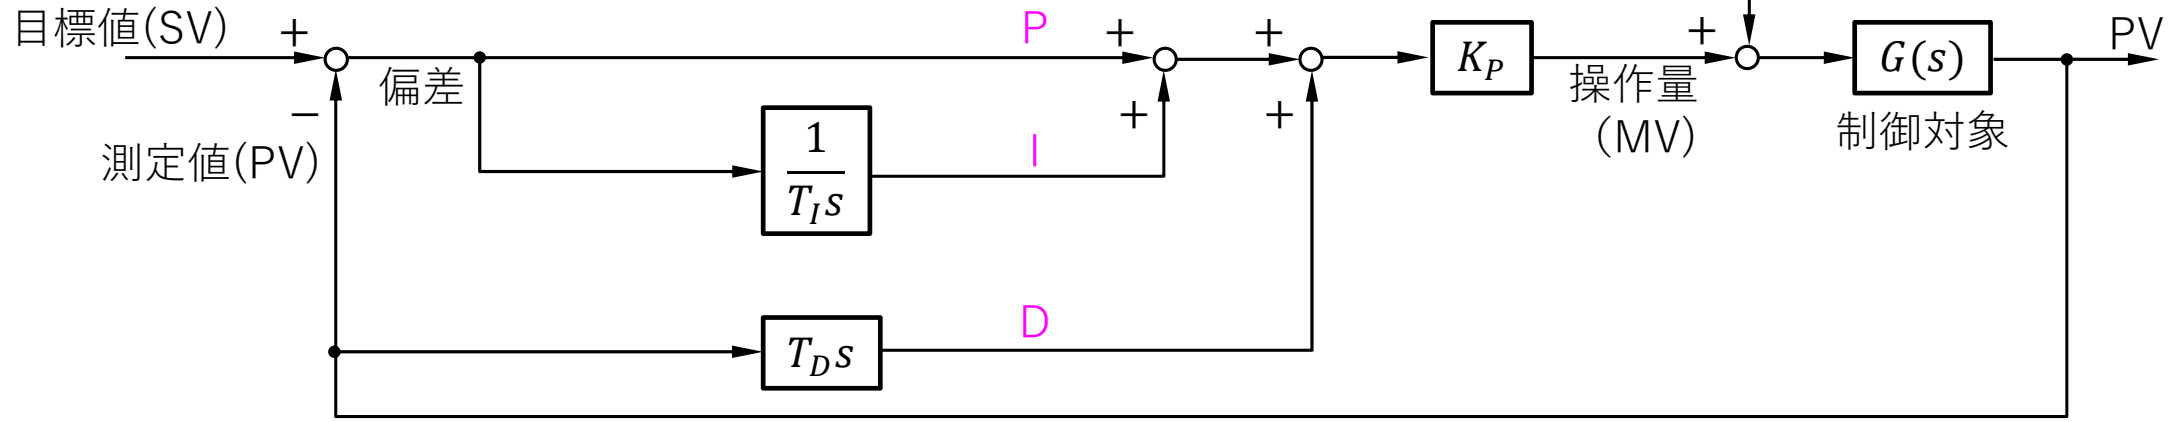 目標値(SV)
+
−
測定値(PV)
偏差
P
+
+
I
1
T_I s
D
T_D s
+
+
K_P
+
操作量
(MV)
G(s)
制御対象
PV